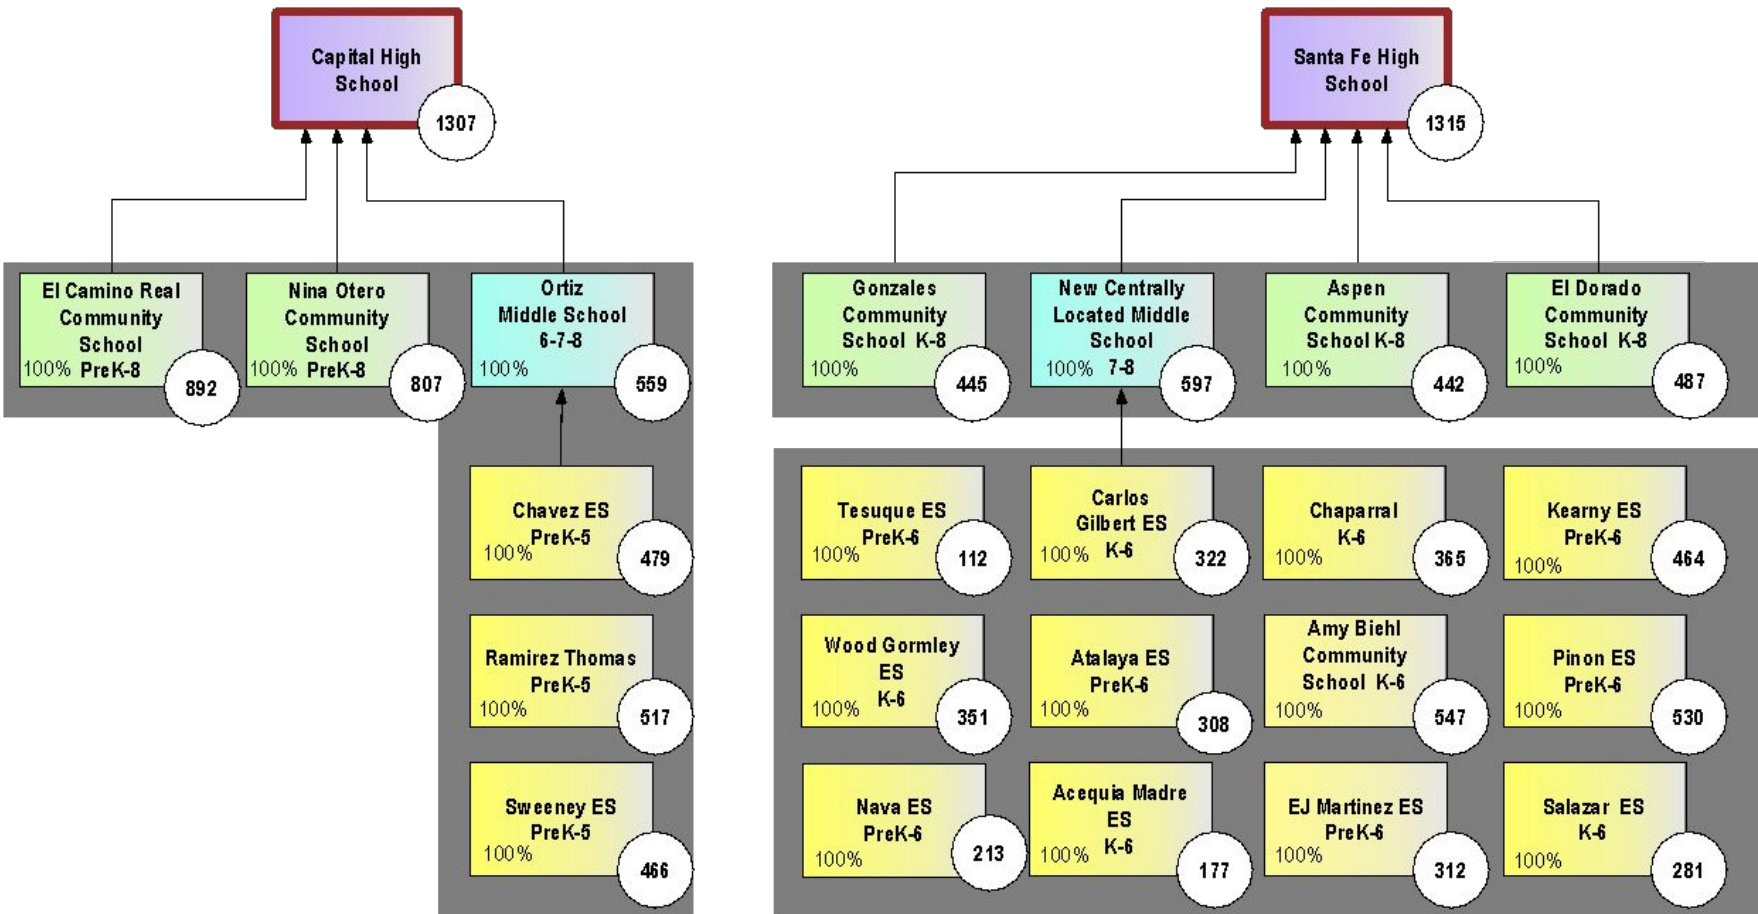 Capital High
School
1307
Santa Fe High
School
1315
El Camino Real
Community
School
100% PreK-8
892
Nina Otero
Community
School
100% PreK-8
807
Ortiz
Middle School
6-7-8
100%
559
Gonzales
Community
School K-8
100%
445
New Centrally
Located Middle
School
100% 7-8
597
Aspen
Community
School K-8
100%
442
El Dorado
Community
School K-8
100%
487
Chavez ES
PreK-5
100%
479
Tesuque ES
PreK-6
100%
112
Carlos
Gilbert ES
K-6
100%
322
Chaparral
K-6
100%
365
Kearny ES
PreK-6
100%
464
Ramirez Thomas
PreK-5
100%
517
Wood Gormley
ES
K-6
100%
351
Atalaya ES
PreK-6
100%
308
Amy Biehl
Community
School K-6
100%
547
Pinon ES
PreK-6
100%
530
Sweeney ES
PreK-5
100%
466
Nava ES
PreK-6
100%
213
Acequia Madre
ES
K-6
100%
177
EJ Martinez ES
PreK-6
100%
312
Salazar ES
K-6
100%
281